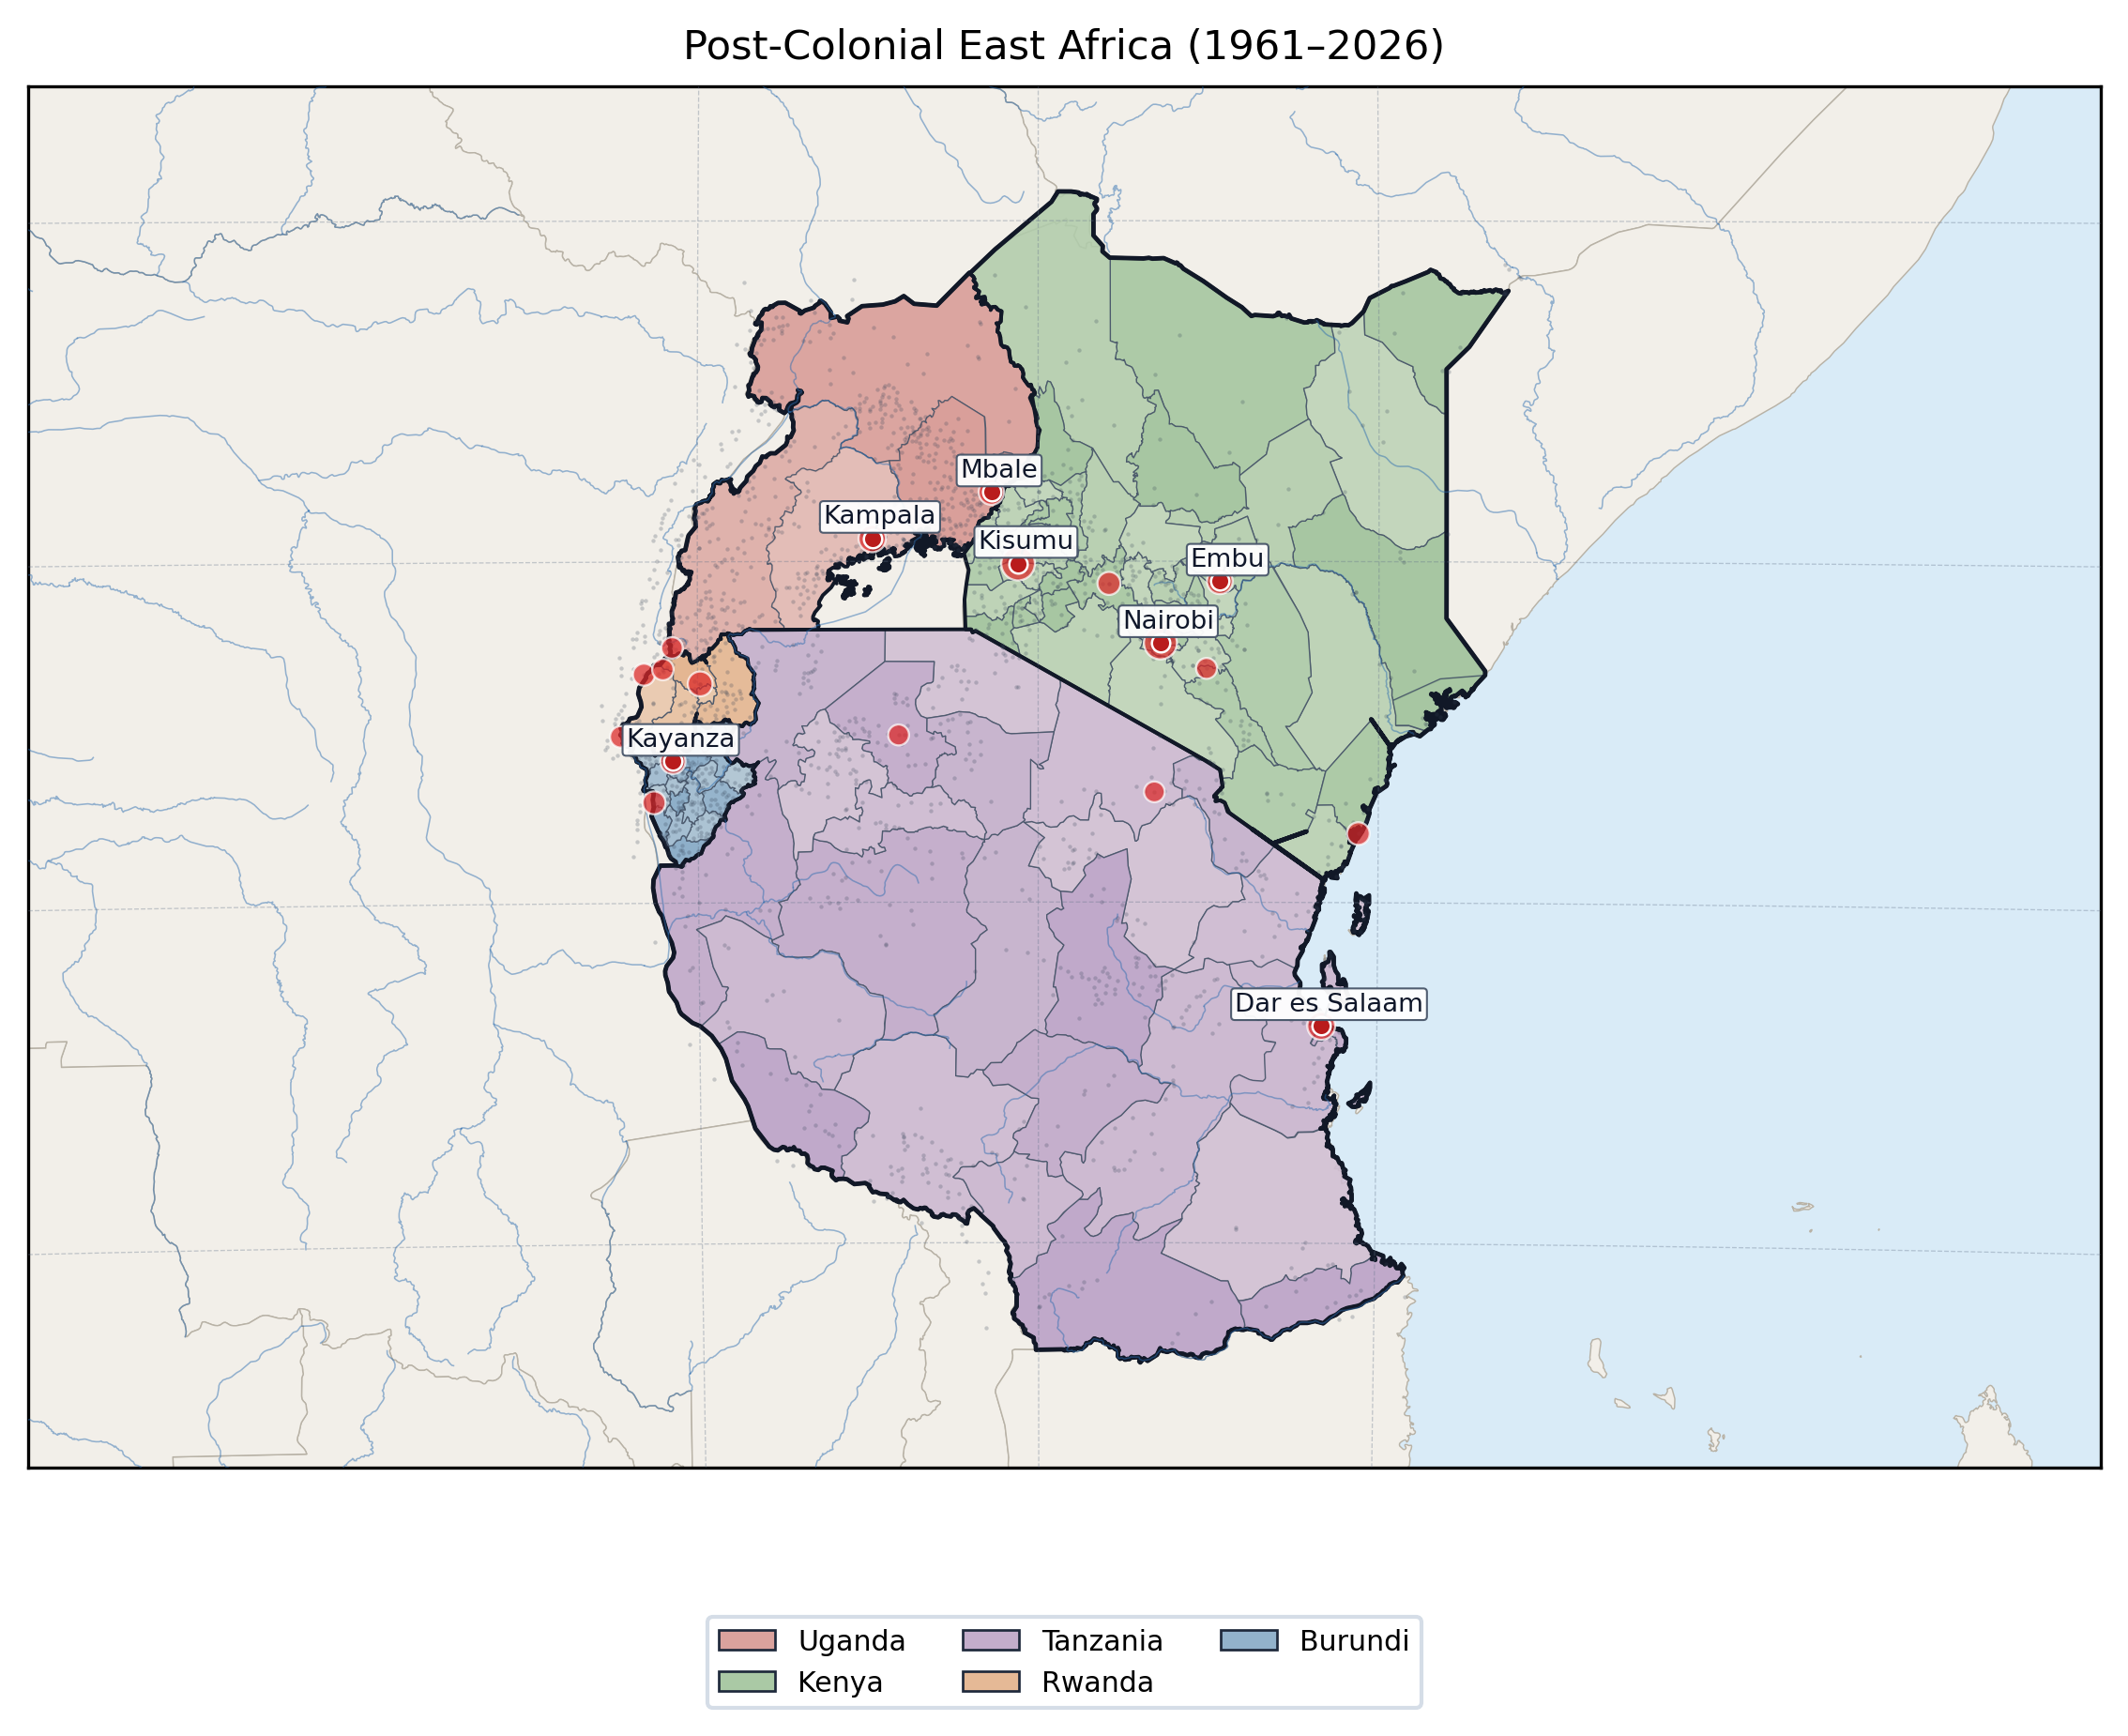 Post-Colonial East Africa (1961–2026)
Mbale
Kampala
Kisumu
Embu
Nairobi
Kayanza
Dar es Salaam
Uganda
Kenya
Tanzania
Rwanda
Burundi